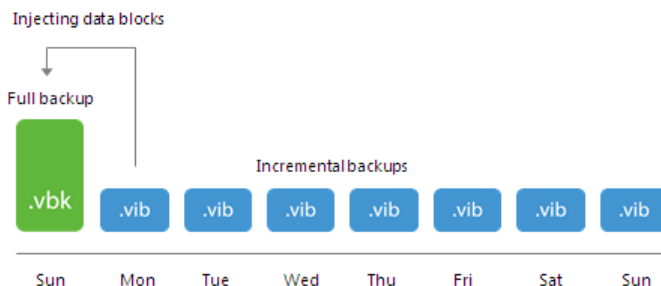 Injecting data blocks
Full backup
Incremental backups
.vbk .vib .vib .vib .vib .vib .vib .vib
Sun Mon Tue Wed Thu Fri Sat Sun